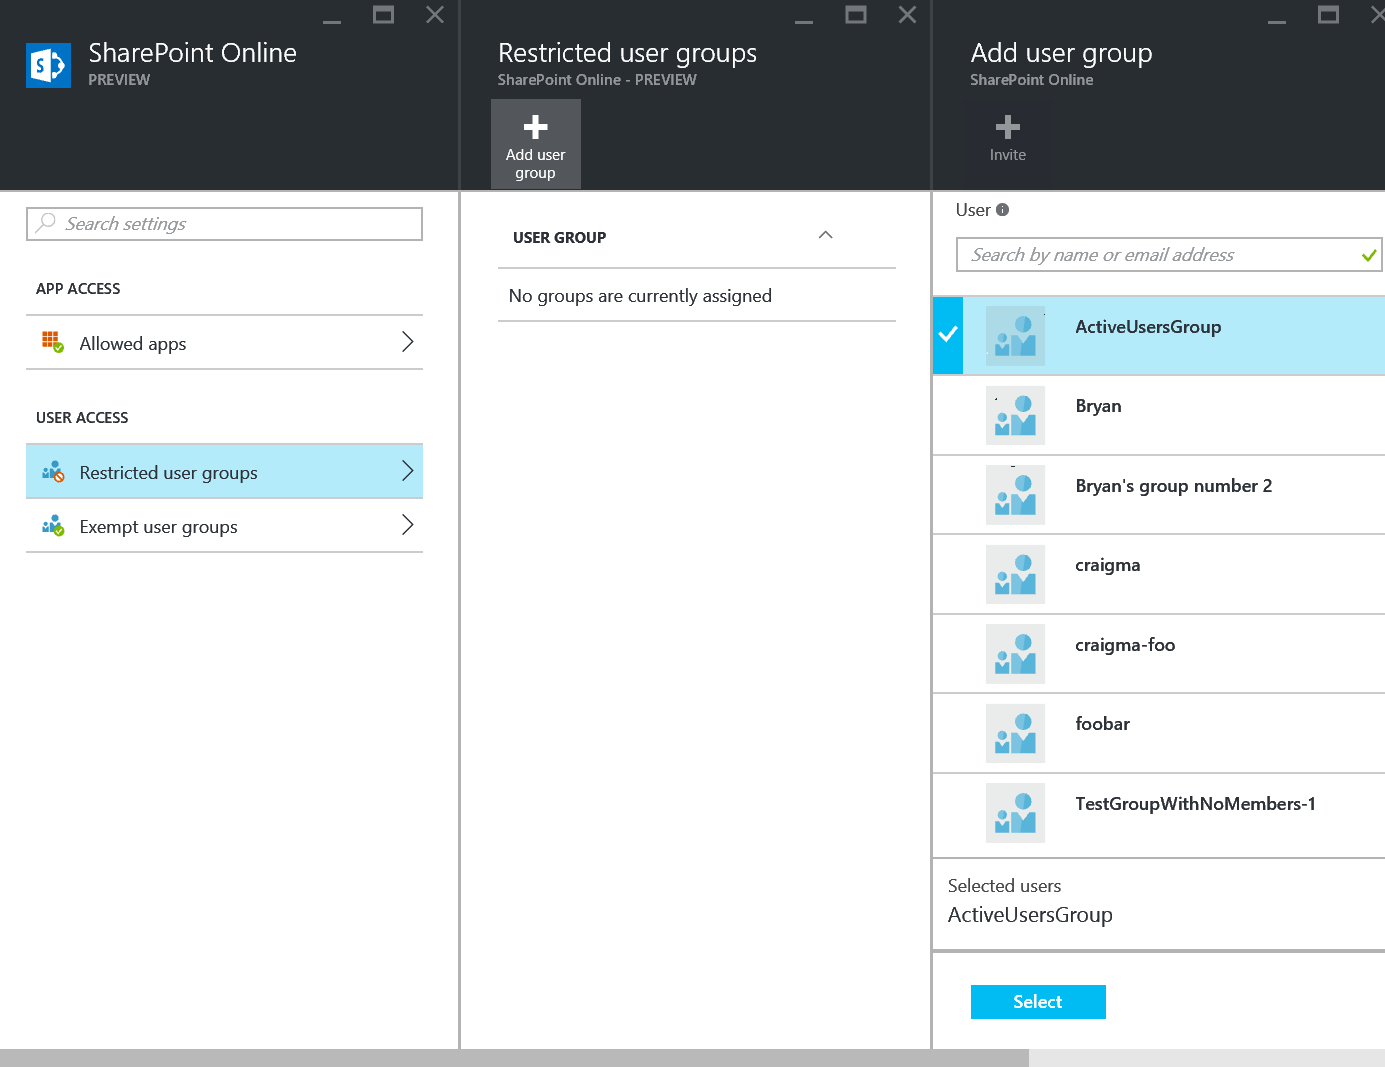 SharePoint Online
PREVIEW
Search settings
APP ACCESS
Allowed apps
USER ACCESS
Restricted user groups
Exempt user groups
Restricted user groups
SharePoint Online - PREVIEW
Add user
group
USER GROUP
No groups are currently assigned
Add user group
SharePoint Online
Invite
User
Search by name or email address
ActiveUsersGroup
Bryan
Bryan's group number 2
craigma
craigma-foo
foobar
TestGroupWithNoMembers-1
Selected users
ActiveUsersGroup
Select